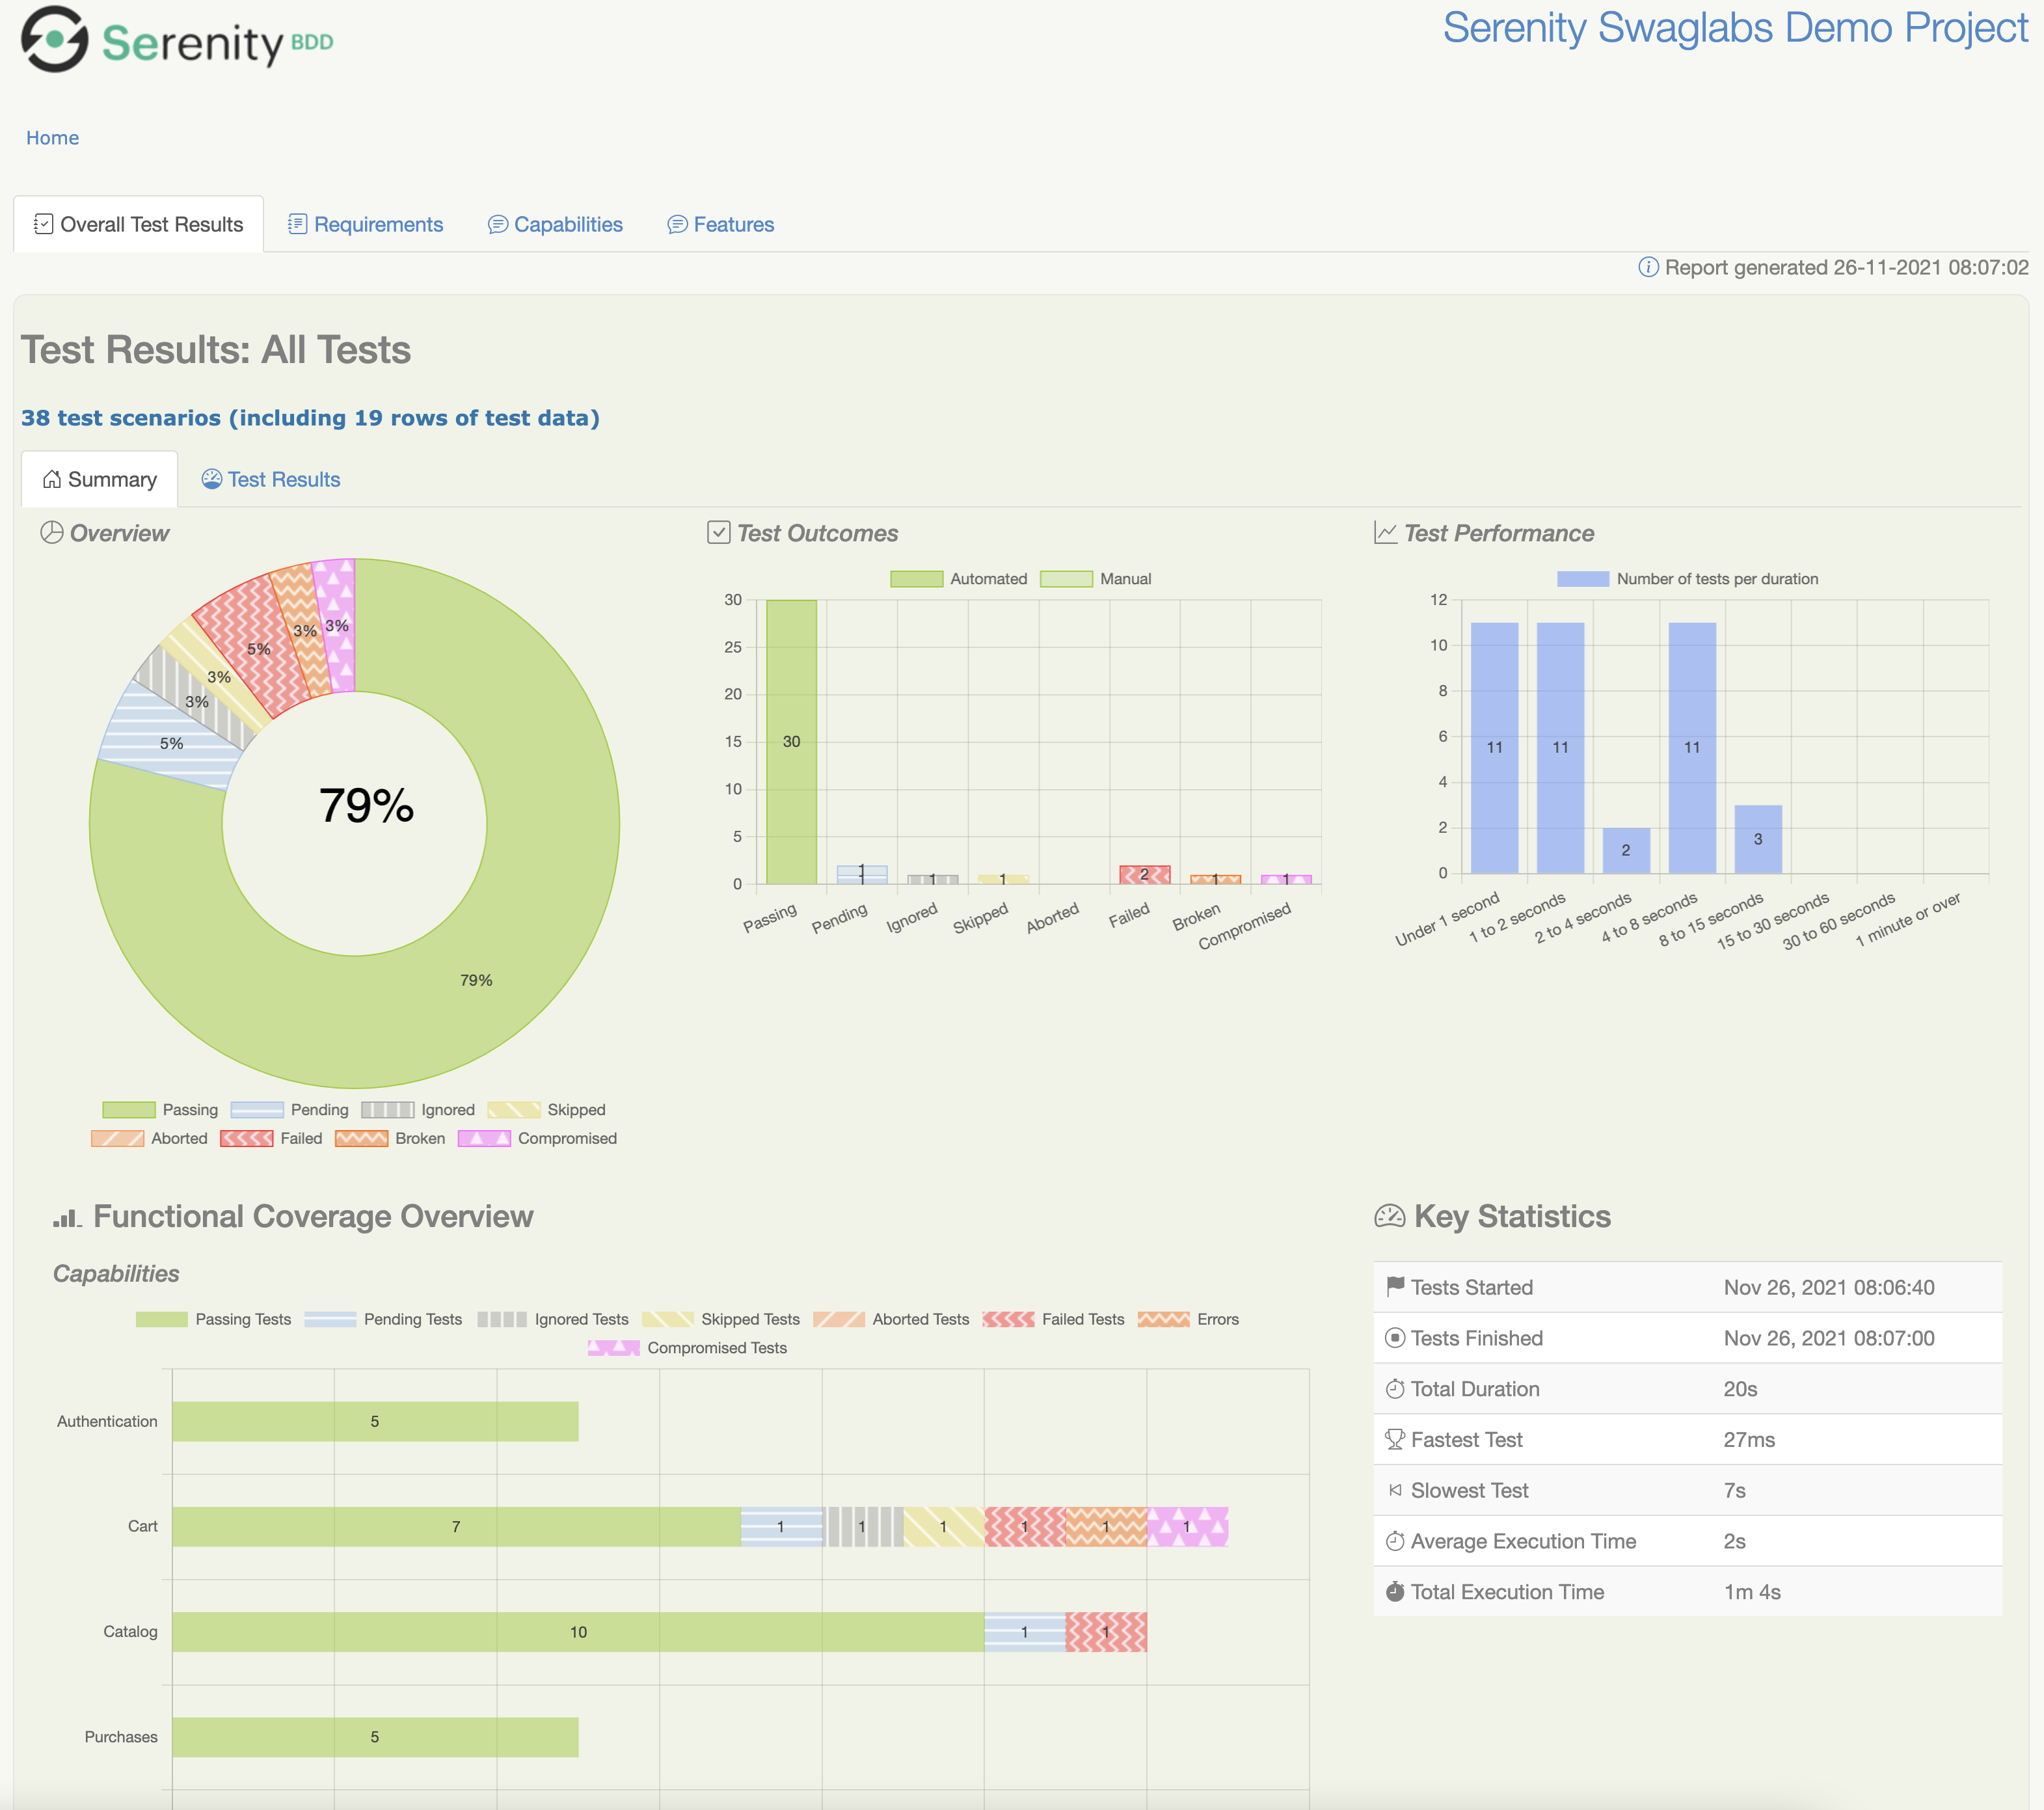 Serenity BDD
Serenity Swaglabs Demo Project
Home
Overall Test Results
Requirements
Capabilities
Features
Report generated 26-11-2021 08:07:02
Test Results: All Tests
38 test scenarios (including 19 rows of test data)
Summary
Test Results
Overview
79%
5%
3%
3%
5%
3%
3%
79%
Passing Pending Ignored Skipped
Aborted Failed Broken Compromised
Test Outcomes
Automated Manual
30
25
20
15
10
5
0
30
1
1
1
1
2
1
1
Passing Pending Ignored Skipped Aborted Failed Broken Compromised
Test Performance
Number of tests per duration
12
10
8
6
4
2
0
11 11 2 11 3
Under 1 second 1 to 2 seconds 2 to 4 seconds 4 to 8 seconds 8 to 15 seconds 15 to 30 seconds 30 to 60 seconds 1 minute or over
Functional Coverage Overview
Capabilities
Passing Tests Pending Tests Ignored Tests Skipped Tests Aborted Tests Failed Tests Errors
Compromised Tests
Authentication 5
Cart 7 1 1 1 1 1 1
Catalog 10 1 1
Purchases 5
Key Statistics
Tests Started Nov 26, 2021 08:06:40
Tests Finished Nov 26, 2021 08:07:00
Total Duration 20s
Fastest Test 27ms
Slowest Test 7s
Average Execution Time 2s
Total Execution Time 1m 4s